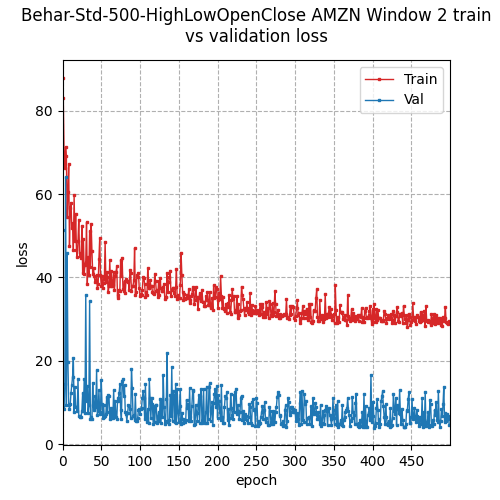 Behar-Std-500-HighLowOpenClose AMZN Window 2 train
vs validation loss
Train
Val
80
60
40
20
0
loss
0 50 100 150 200 250 300 350 400 450
epoch